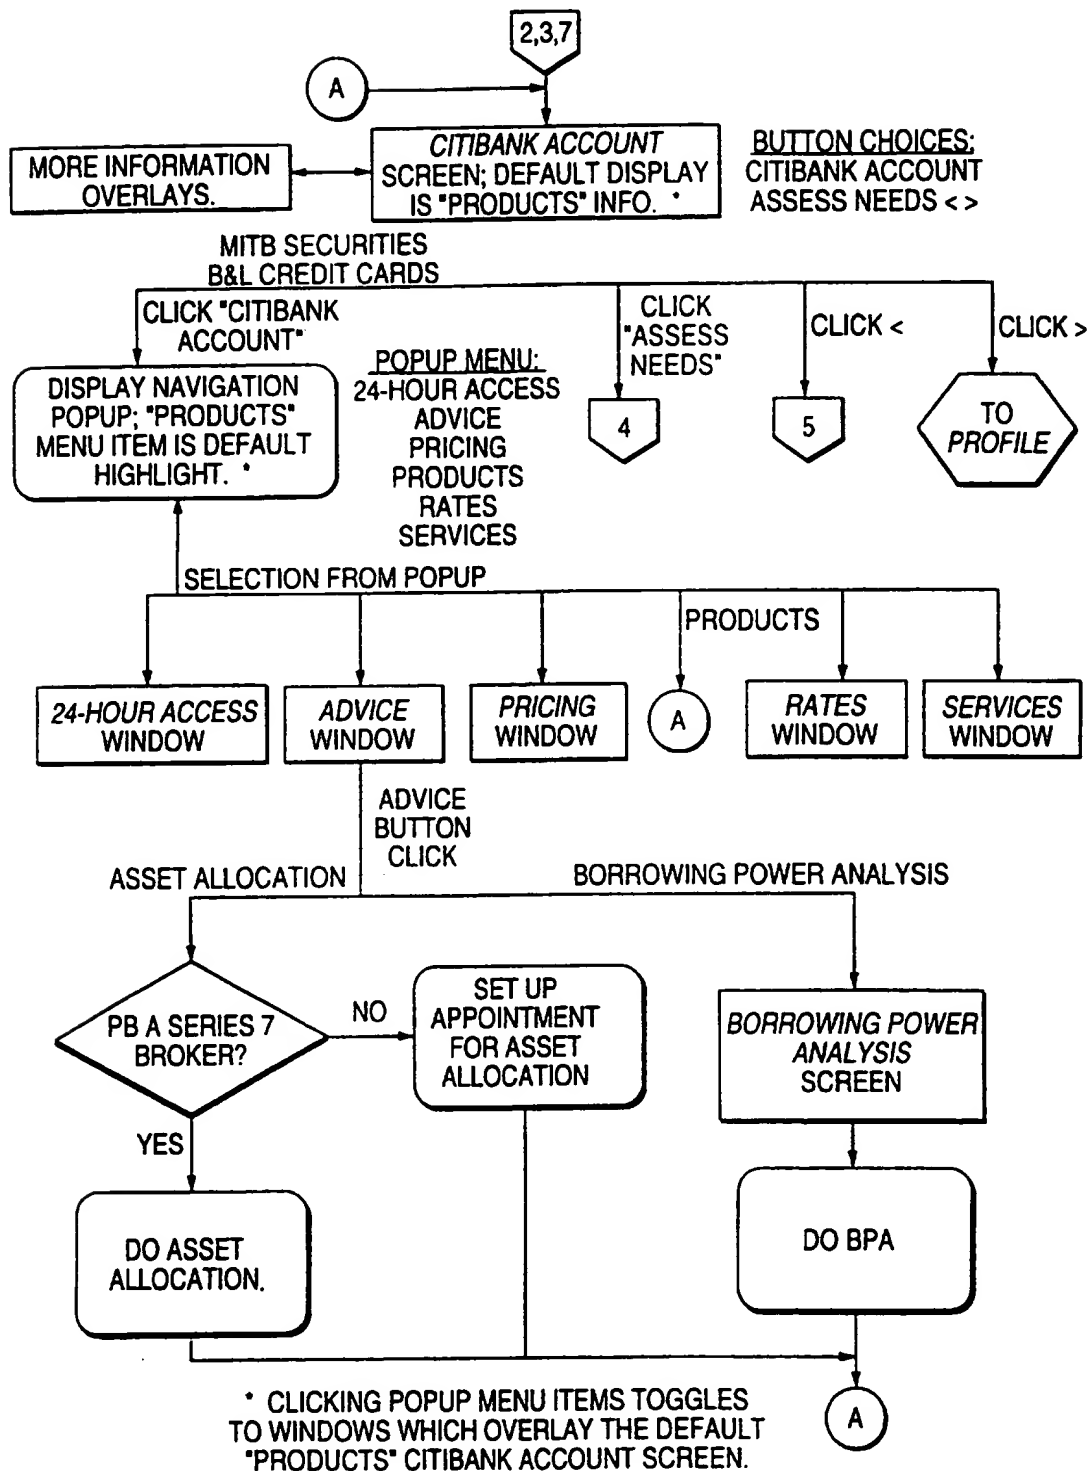 2,3,7
A
CITIBANK ACCOUNT
SCREEN; DEFAULT DISPLAY
IS "PRODUCTS" INFO. *
MORE INFORMATION
OVERLAYS.
BUTTON CHOICES:
CITIBANK ACCOUNT
ASSESS NEEDS < >
MITB SECURITIES
B&L CREDIT CARDS
CLICK "CITIBANK
ACCOUNT"
CLICK
"ASSESS
NEEDS"
CLICK <
CLICK >
DISPLAY NAVIGATION
POPUP; "PRODUCTS"
MENU ITEM IS DEFAULT
HIGHLIGHT. *
POPUP MENU:
24-HOUR ACCESS
ADVICE
PRICING
PRODUCTS
RATES
SERVICES
4
5
TO
PROFILE
SELECTION FROM POPUP
PRODUCTS
24-HOUR ACCESS
WINDOW
ADVICE
WINDOW
PRICING
WINDOW
A
RATES
WINDOW
SERVICES
WINDOW
ADVICE
BUTTON
CLICK
ASSET ALLOCATION
BORROWING POWER ANALYSIS
PB A SERIES 7
BROKER?
NO
SET UP
APPOINTMENT
FOR ASSET
ALLOCATION
BORROWING POWER
ANALYSIS
SCREEN
YES
DO ASSET
ALLOCATION.
DO BPA
* CLICKING POPUP MENU ITEMS TOGGLES
TO WINDOWS WHICH OVERLAY THE DEFAULT
"PRODUCTS" CITIBANK ACCOUNT SCREEN.
A